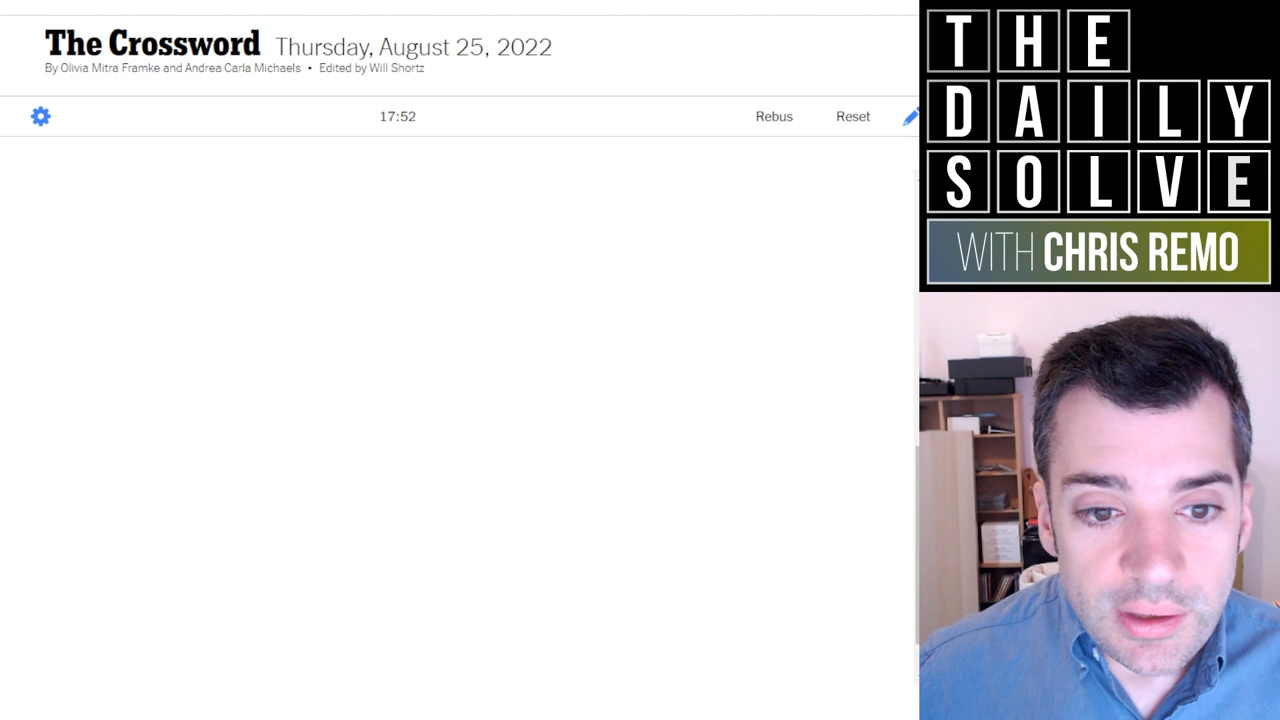 The Crossword Thursday, August 25, 2022
By Olivia Mitra Framke and Andrea Carla Michaels • Edited by Will Shortz
17:52 Rebus Reset
THE
DAILY
SOLVE
WITH CHRIS REMO